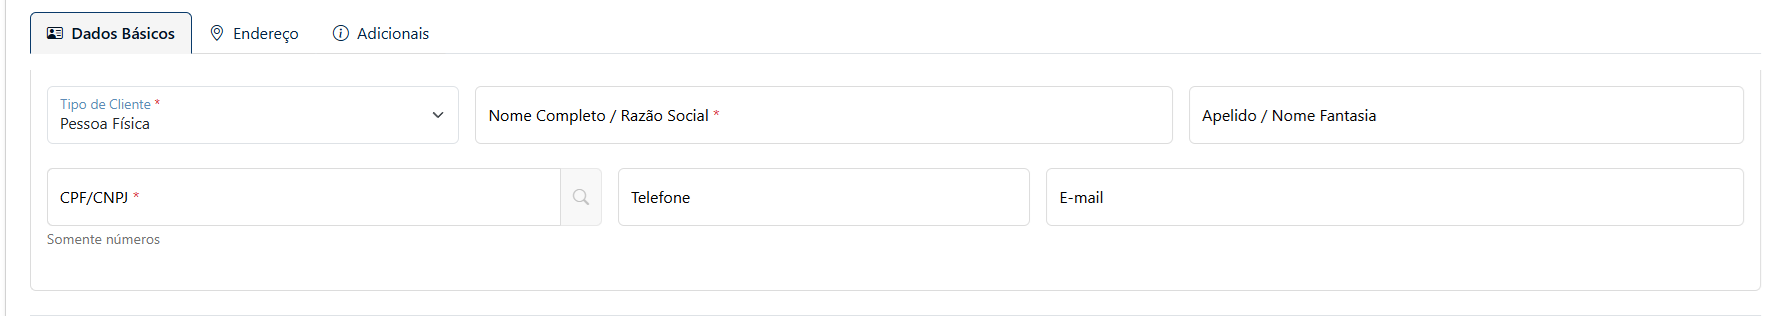 Dados Básicos Endereço Adicionais
Tipo de Cliente *
Pessoa Física
Nome Completo / Razão Social *
Apelido / Nome Fantasia
CPF/CNPJ *
Telefone
E-mail
Somente números